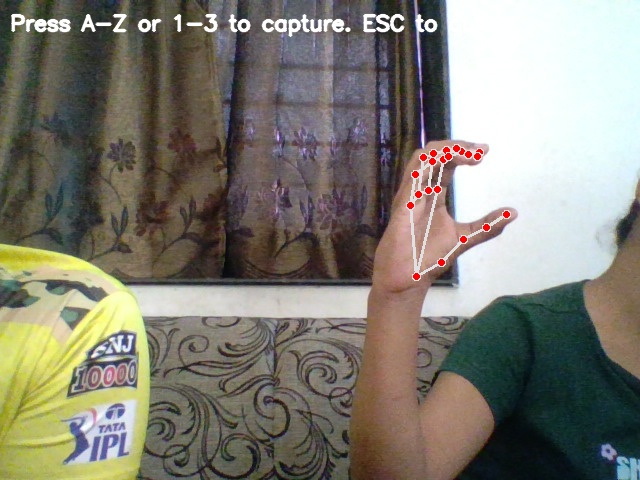 Press A-Z or 1-3 to capture. ESC to
SNJ
10000
TATA
IPL